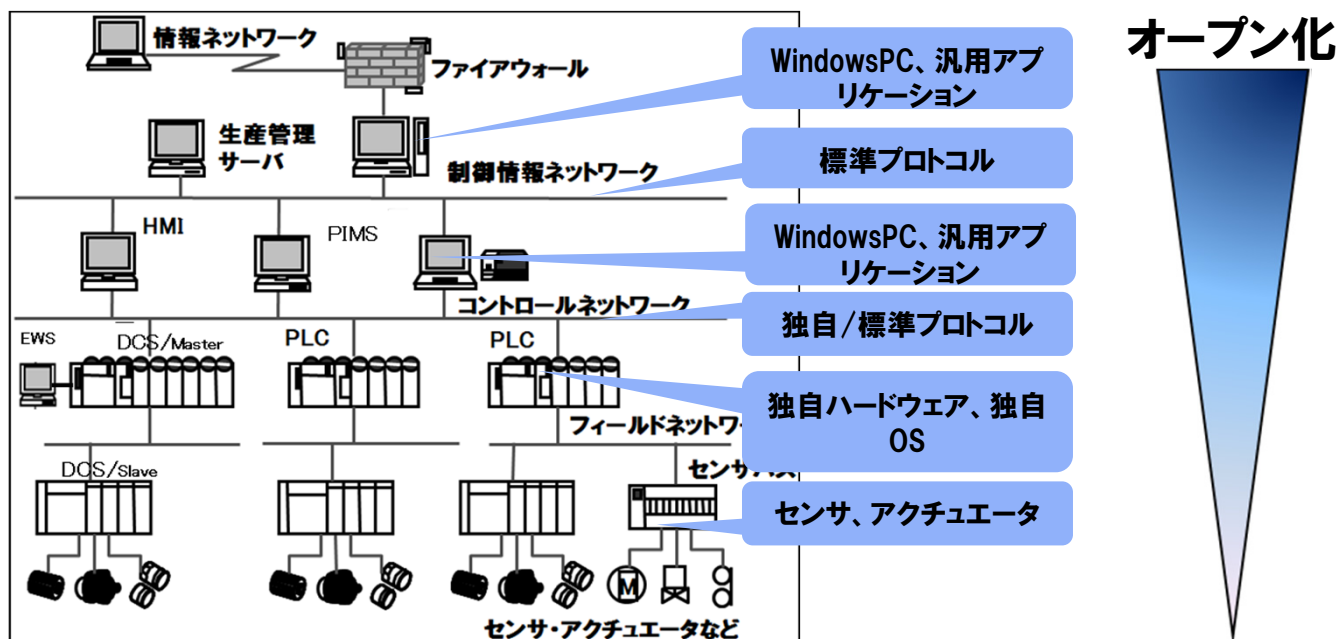 情報ネットワーク
ファイアウォール
生産管理
サーバ
制御情報ネットワーク
HMI
PIMS
コントロールネットワーク
EWS
DCS/Master
PLC
PLC
フィールドネットワー
DCS/Slave
センサバス
M
センサ・アクチュエータなど
WindowsPC、汎用アプ
リケーション
標準プロトコル
WindowsPC、汎用アプ
リケーション
独自/標準プロトコル
独自ハードウェア、独自
OS
センサ、アクチュエータ
オープン化